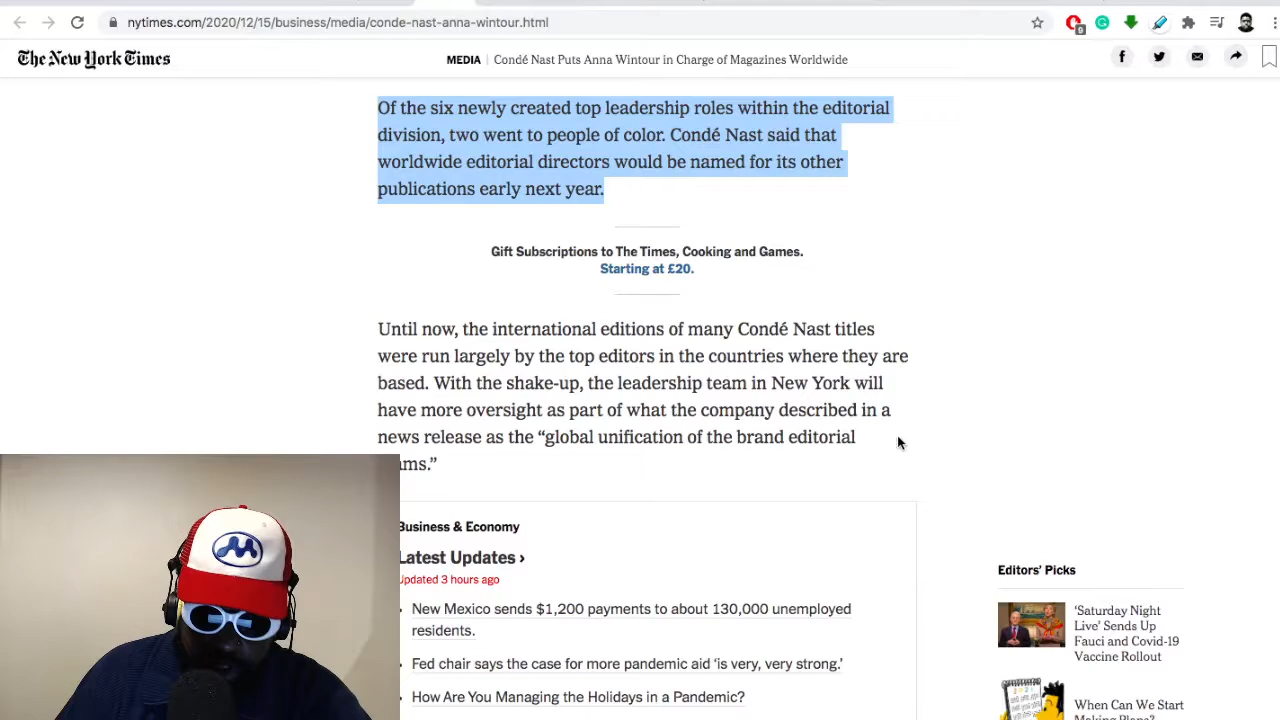 nytimes.com/2020/12/15/business/media/conde-nast-anna-wintour.html
9
The New York Times
MEDIA | Condé Nast Puts Anna Wintour in Charge of Magazines Worldwide
Of the six newly created top leadership roles within the editorial
division, two went to people of color. Condé Nast said that
worldwide editorial directors would be named for its other
publications early next year.
Gift Subscriptions to The Times, Cooking and Games.
Starting at £20.
Until now, the international editions of many Condé Nast titles
were run largely by the top editors in the countries where they are
based. With the shake-up, the leadership team in New York will
have more oversight as part of what the company described in a
news release as the “global unification of the brand editorial
ams.”
Business & Economy
Latest Updates ›
Updated 3 hours ago
New Mexico sends $1,200 payments to about 130,000 unemployed
residents.
Fed chair says the case for more pandemic aid ‘is very, very strong.’
How Are You Managing the Holidays in a Pandemic?
Editors’ Picks
‘Saturday Night
Live’ Sends Up
Fauci and Covid-19
Vaccine Rollout
When Can We Start
Making Plans?